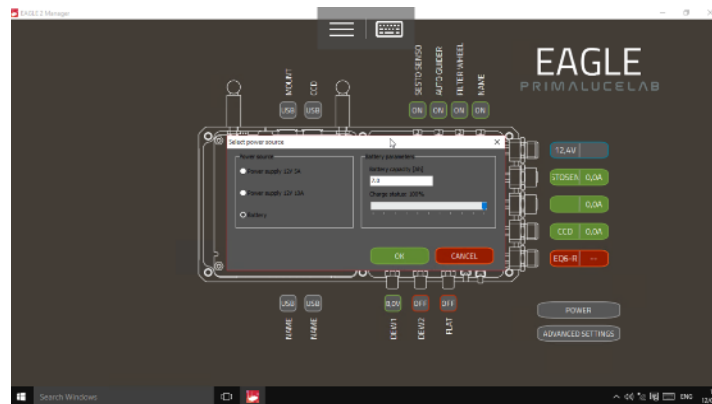 EAGLE 2 Manager
EAGLE
PRIMALUCELAB
MOUNT
CCD
SESTO SENSO
AUTO GUIDER
FILTER WHEEL
NAME
USB
USB
ON
ON
ON
ON
Select power source
Power source
Power supply 12V 5A
Power supply 12V 10A
Battery
Battery parameters
Battery capacity [Ah]
Charge status: 100%
OK
CANCEL
12,4V
0,0A
0,0A
CCD 0,0A
EQ6-R --
USB
USB
8,0V
OFF
OFF
NAME
NAME
DEW1
DEW2
FLAT
POWER
ADVANCED SETTINGS
Search Windows
ENG